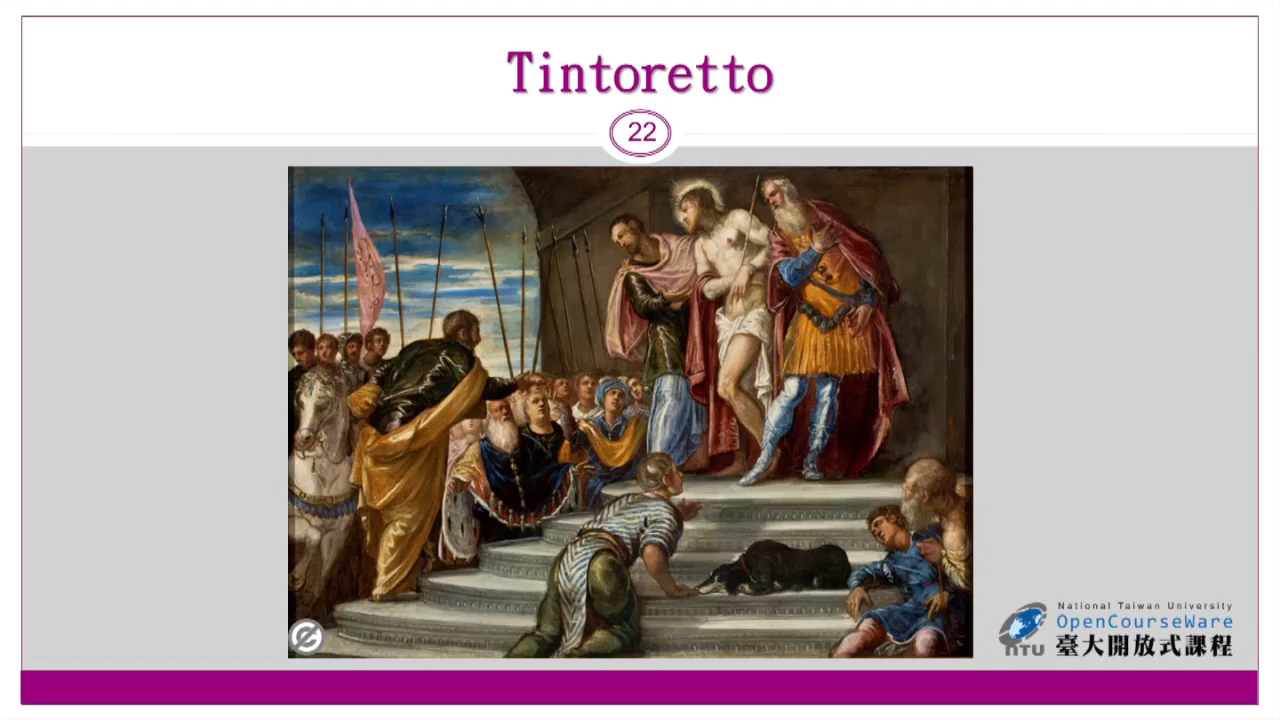 Tintoretto
22
National Taiwan University
OpenCourseWare
臺大開放式課程
NTU